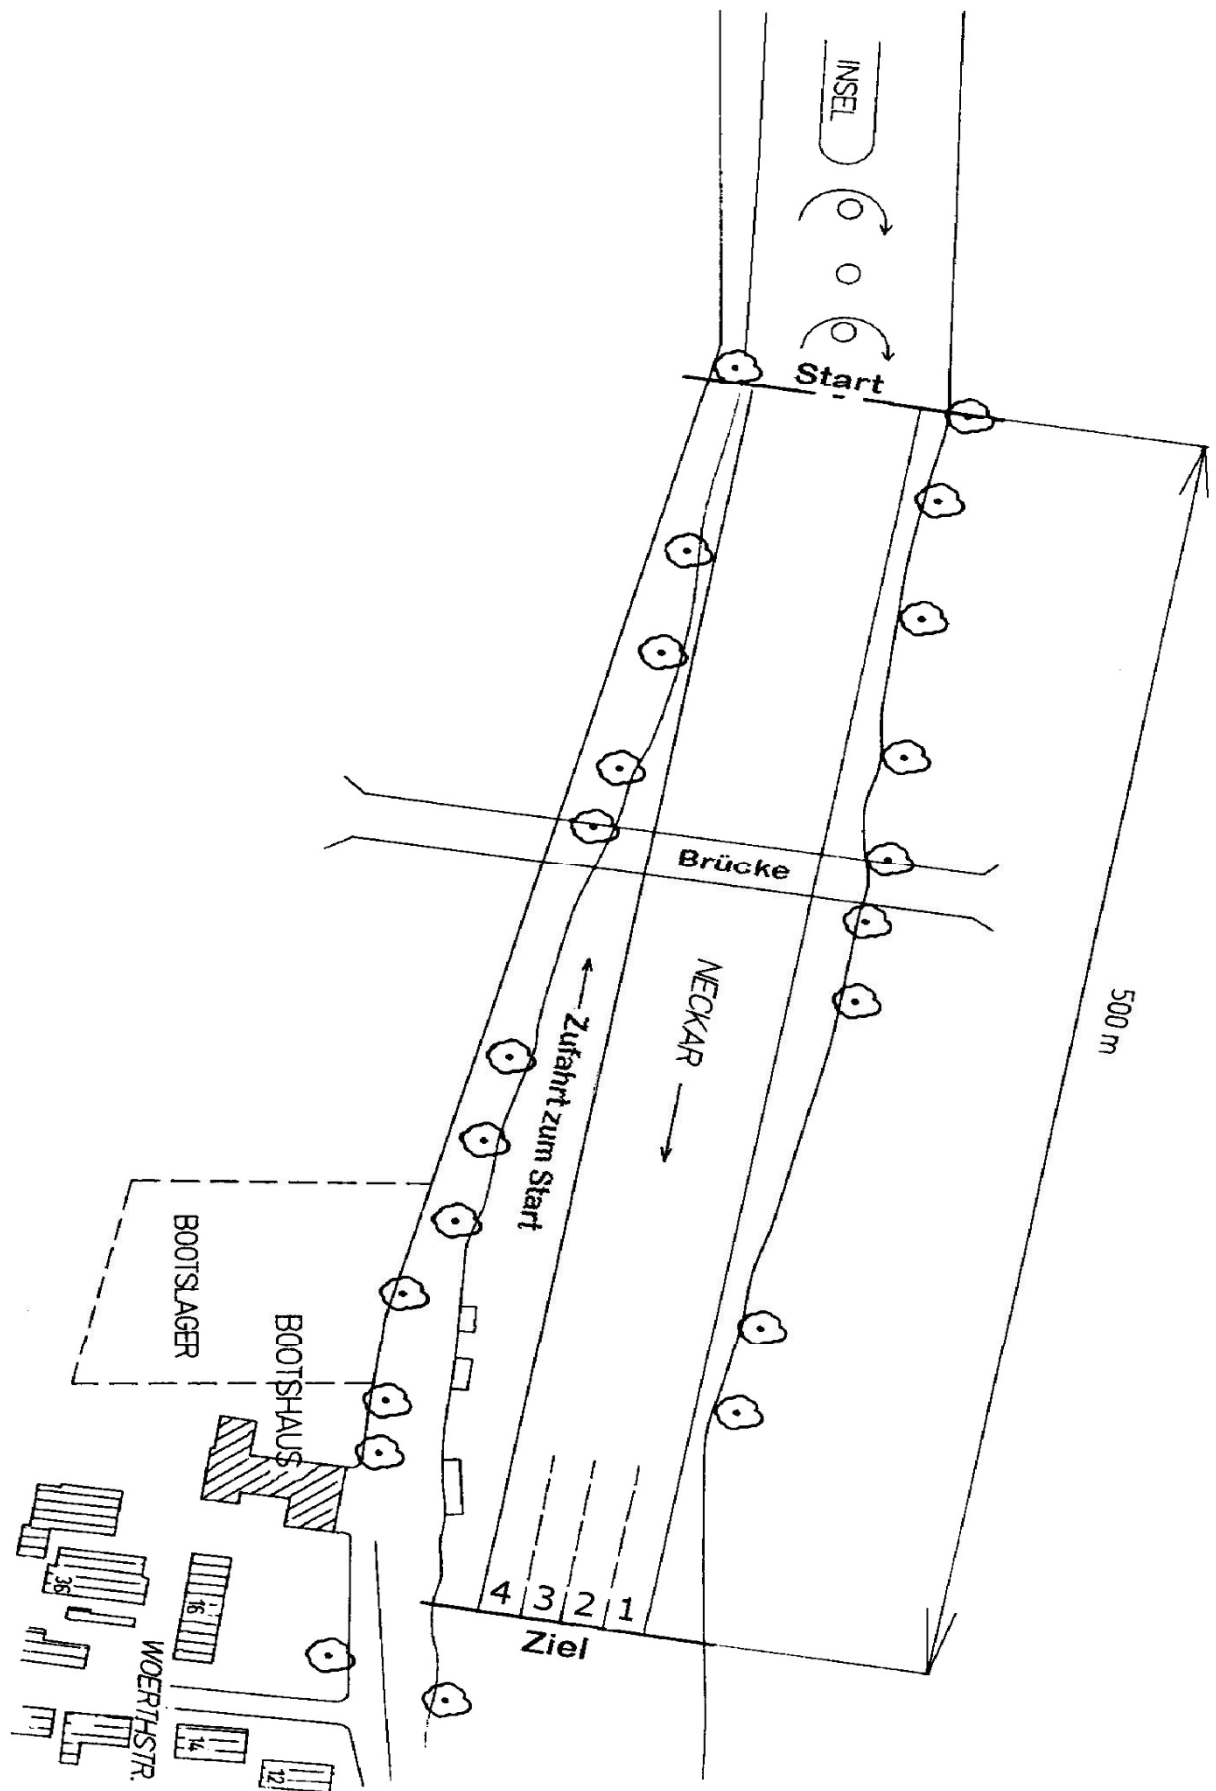 INSEL
Start
Brücke
NECKAR
Zufahrt zum Start
500 m
BOOTSLAGER
BOOTSHAUS
4 3 2 1
Ziel
36
16
WOERTHSTR.
14
12